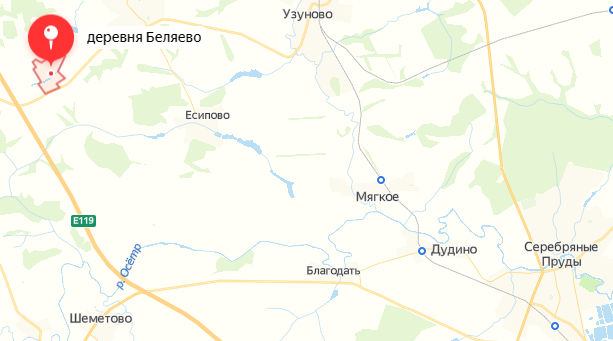 Узуново
деревня Беляево
Есипово
Мягкое
E119
Дудино
Серебряные
Пруды
р. Осётр
Благодать
Шеметово